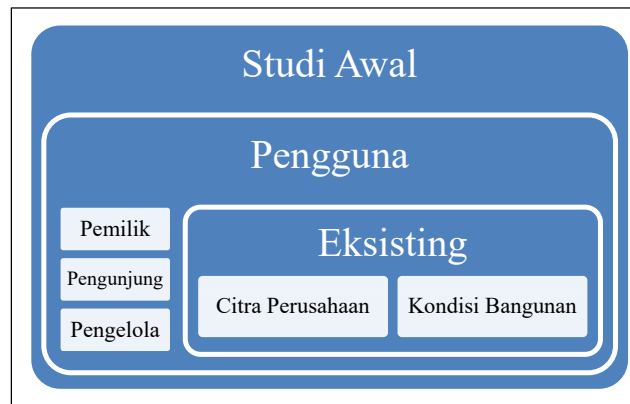 Studi Awal
Pengguna
Pemilik
Pengunjung
Pengelola
Eksisting
Citra Perusahaan
Kondisi Bangunan